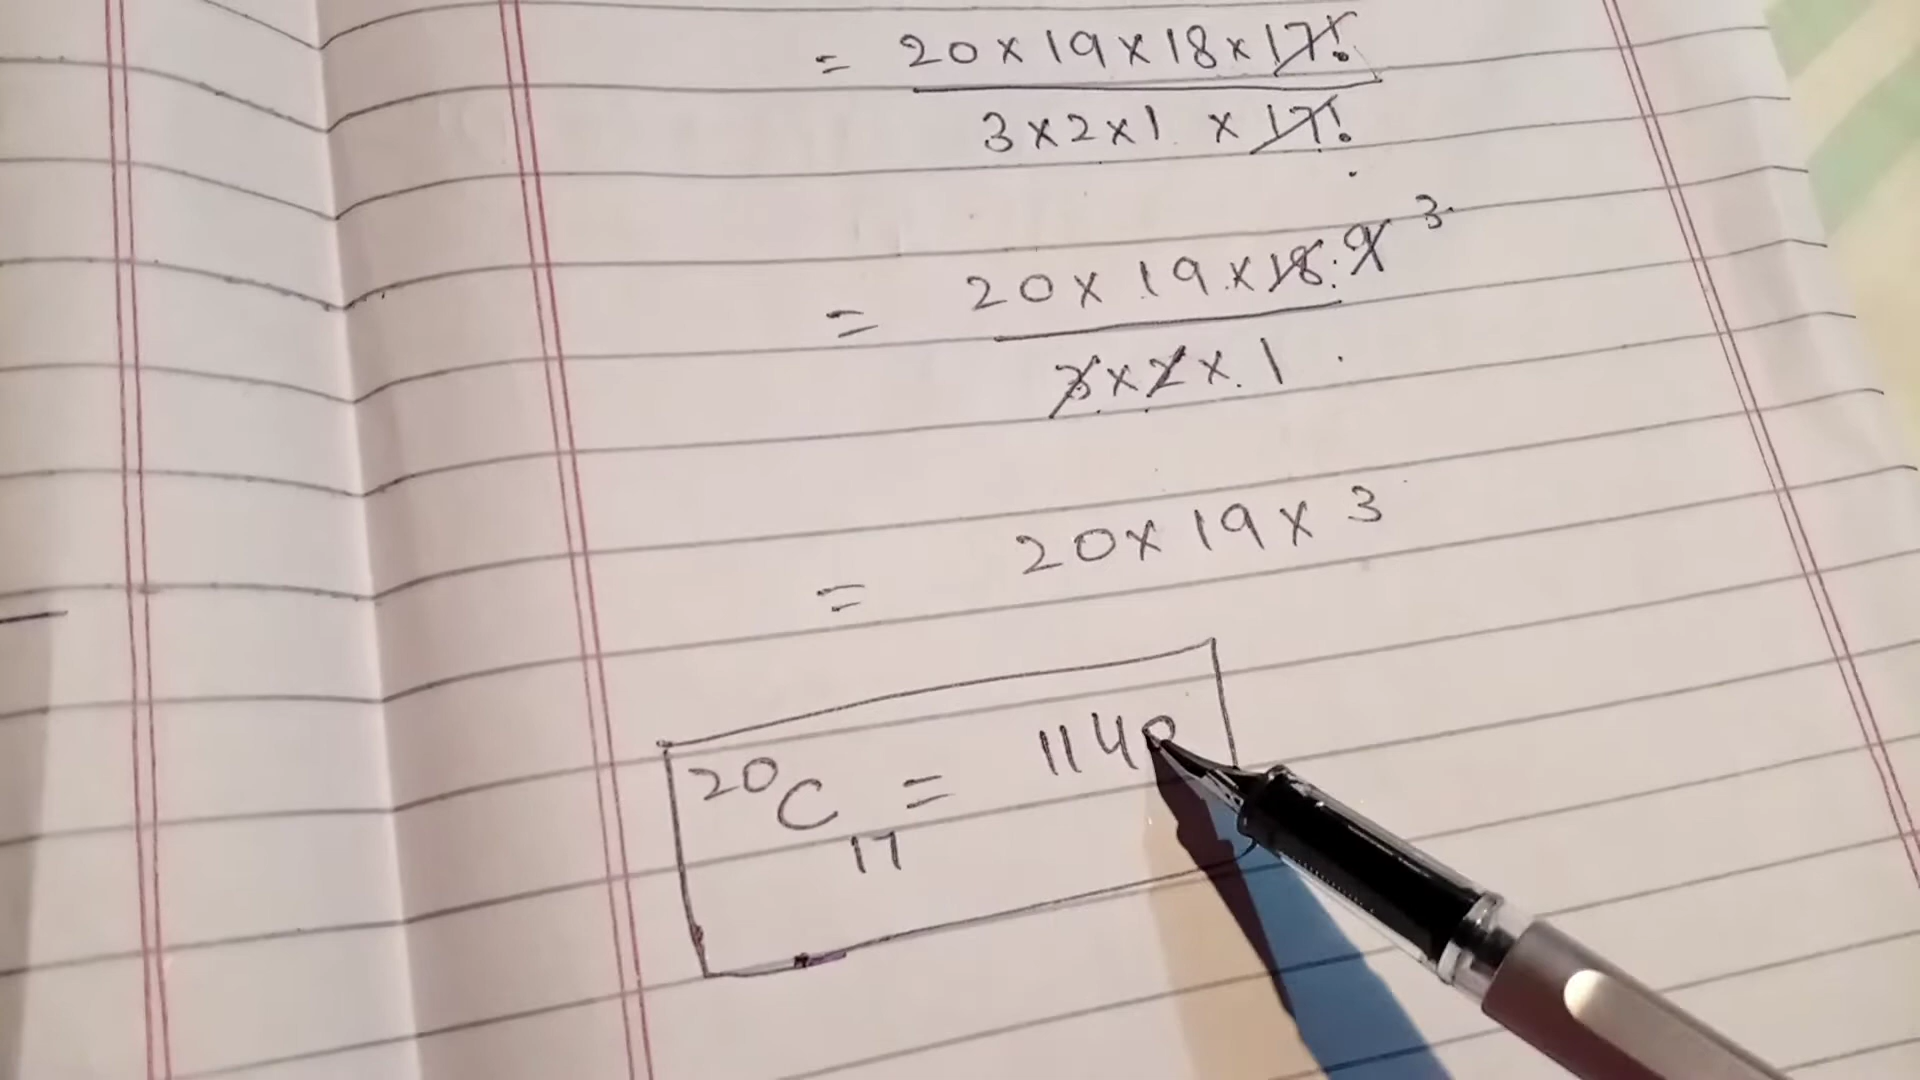 = 20 x 19 x 18 x 17!
3 x 2 x 1 x 17!
= 20 x 19 x 18 9 3
3 x 2 x 1
= 20 x 19 x 3
20C17 = 1140